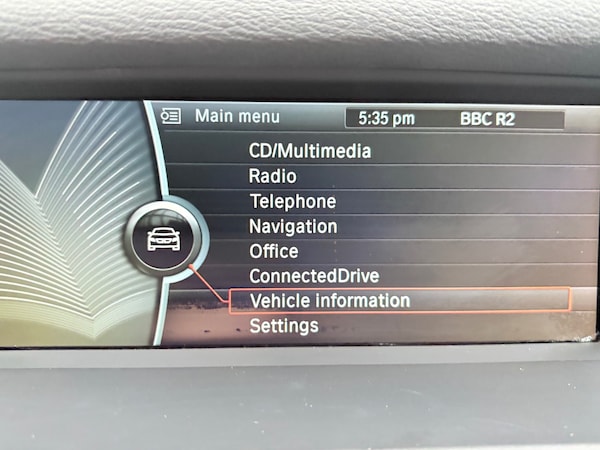 Main menu 5:35 pm BBC R2
CD/Multimedia
Radio
Telephone
Navigation
Office
ConnectedDrive
Vehicle information
Settings